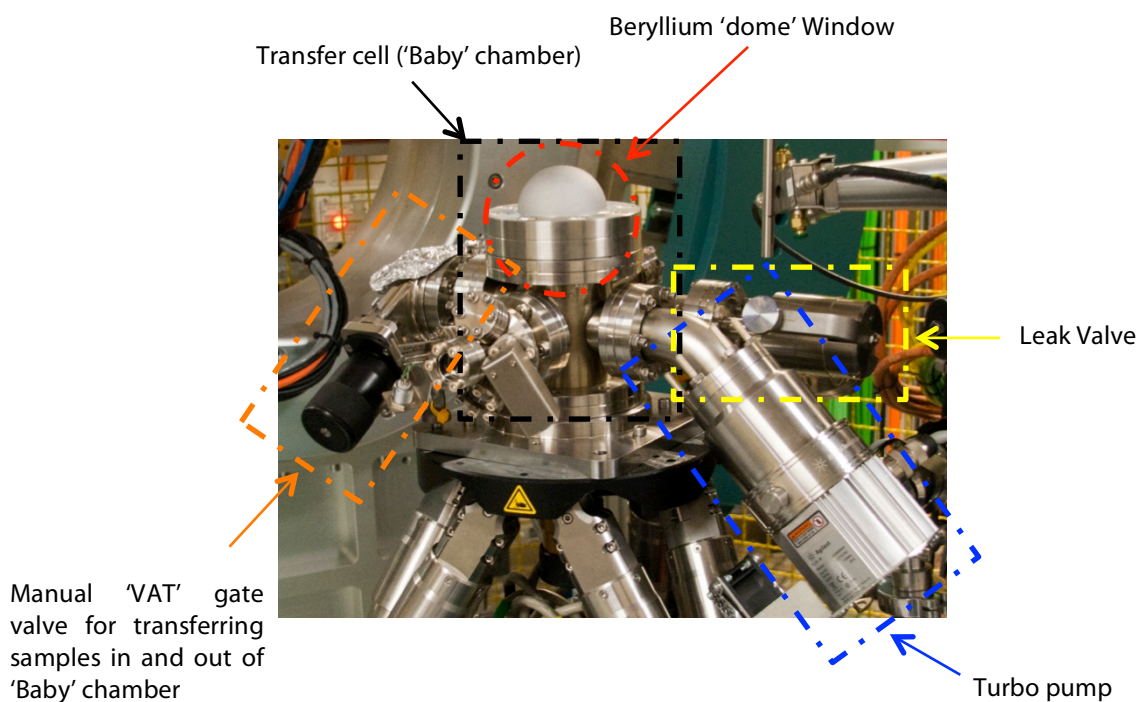 Beryllium ‘dome’ Window
Transfer cell (‘Baby’ chamber)
Leak Valve
Manual ‘VAT’ gate
valve for transferring
samples in and out of
‘Baby’ chamber
Turbo pump
Agilent